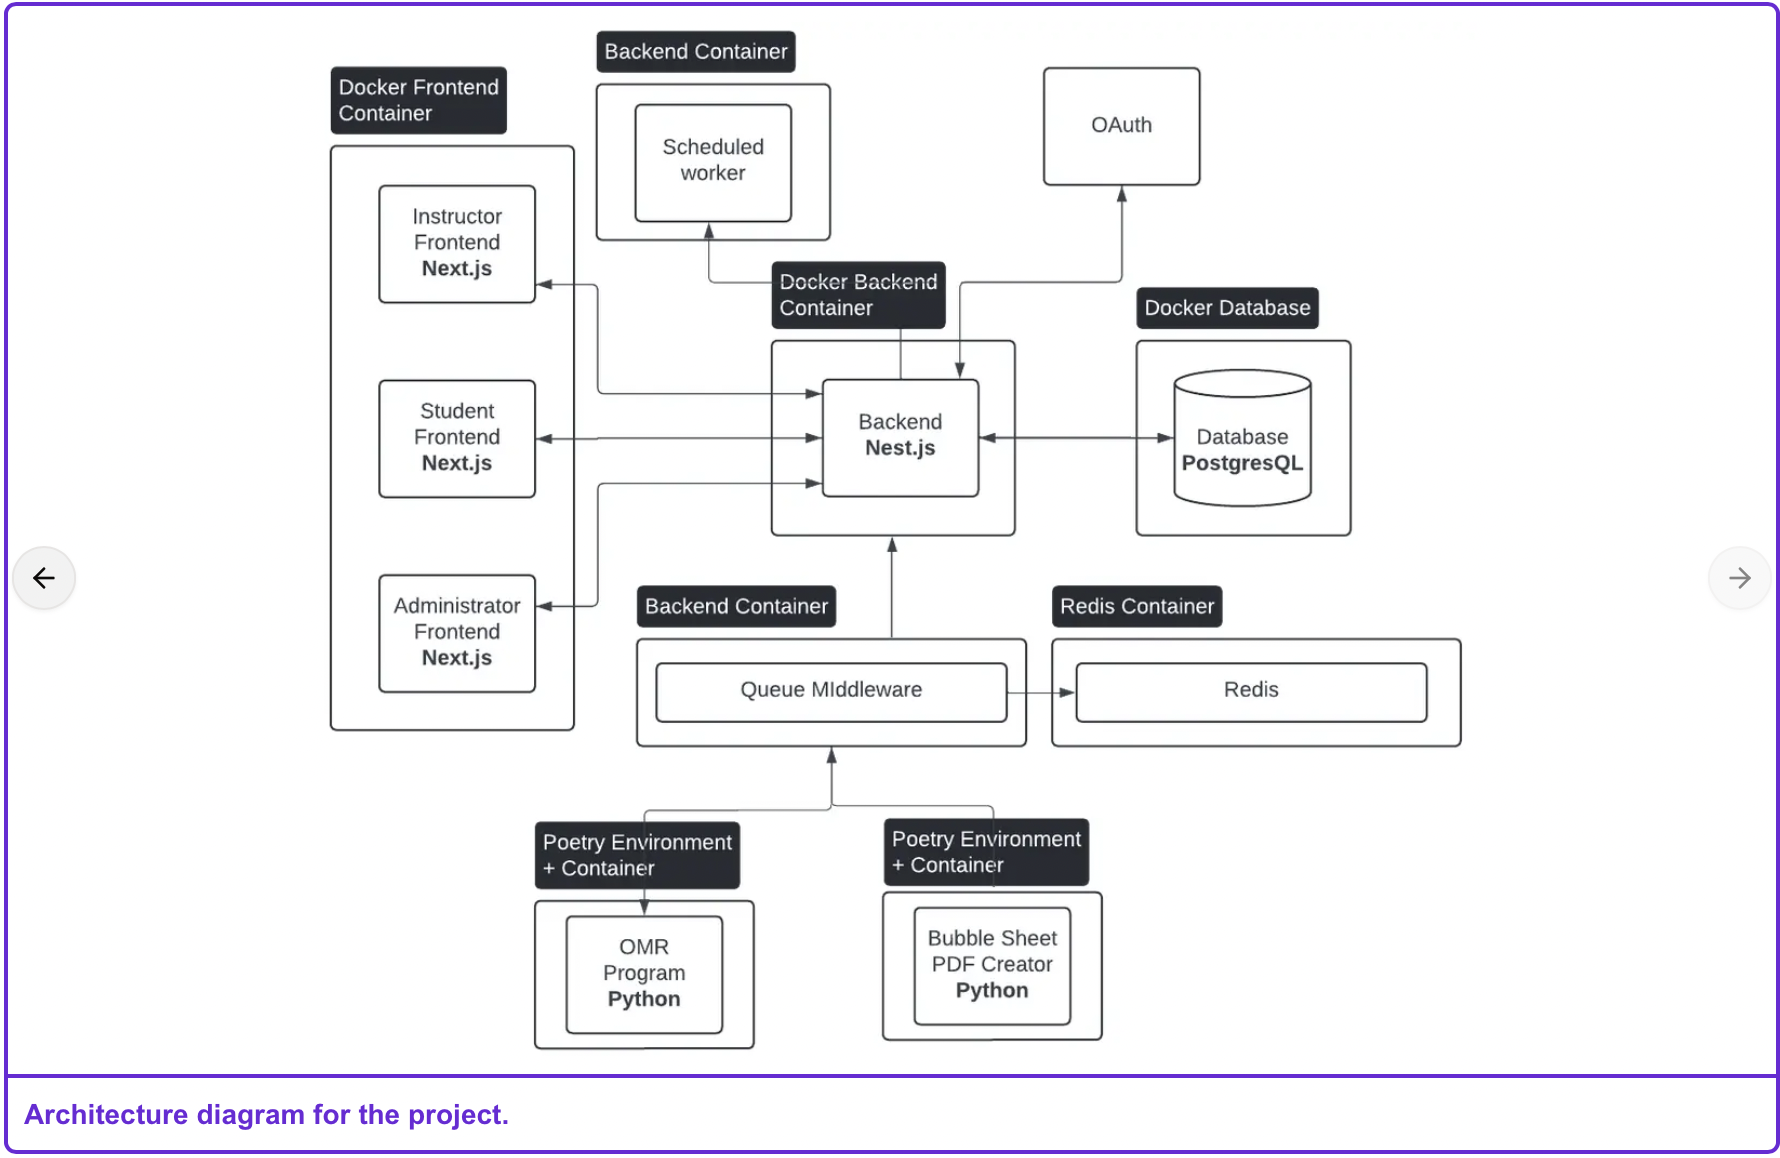 Backend Container
Docker Frontend
Container
Scheduled
worker
OAuth
Instructor
Frontend
Next.js
Docker Backend
Container
Docker Database
Student
Frontend
Next.js
Backend
Nest.js
Database
PostgresQL
Administrator
Frontend
Next.js
Backend Container
Redis Container
Queue MIddleware
Redis
Poetry Environment
+ Container
Poetry Environment
+ Container
OMR
Program
Python
Bubble Sheet
PDF Creator
Python
Architecture diagram for the project.